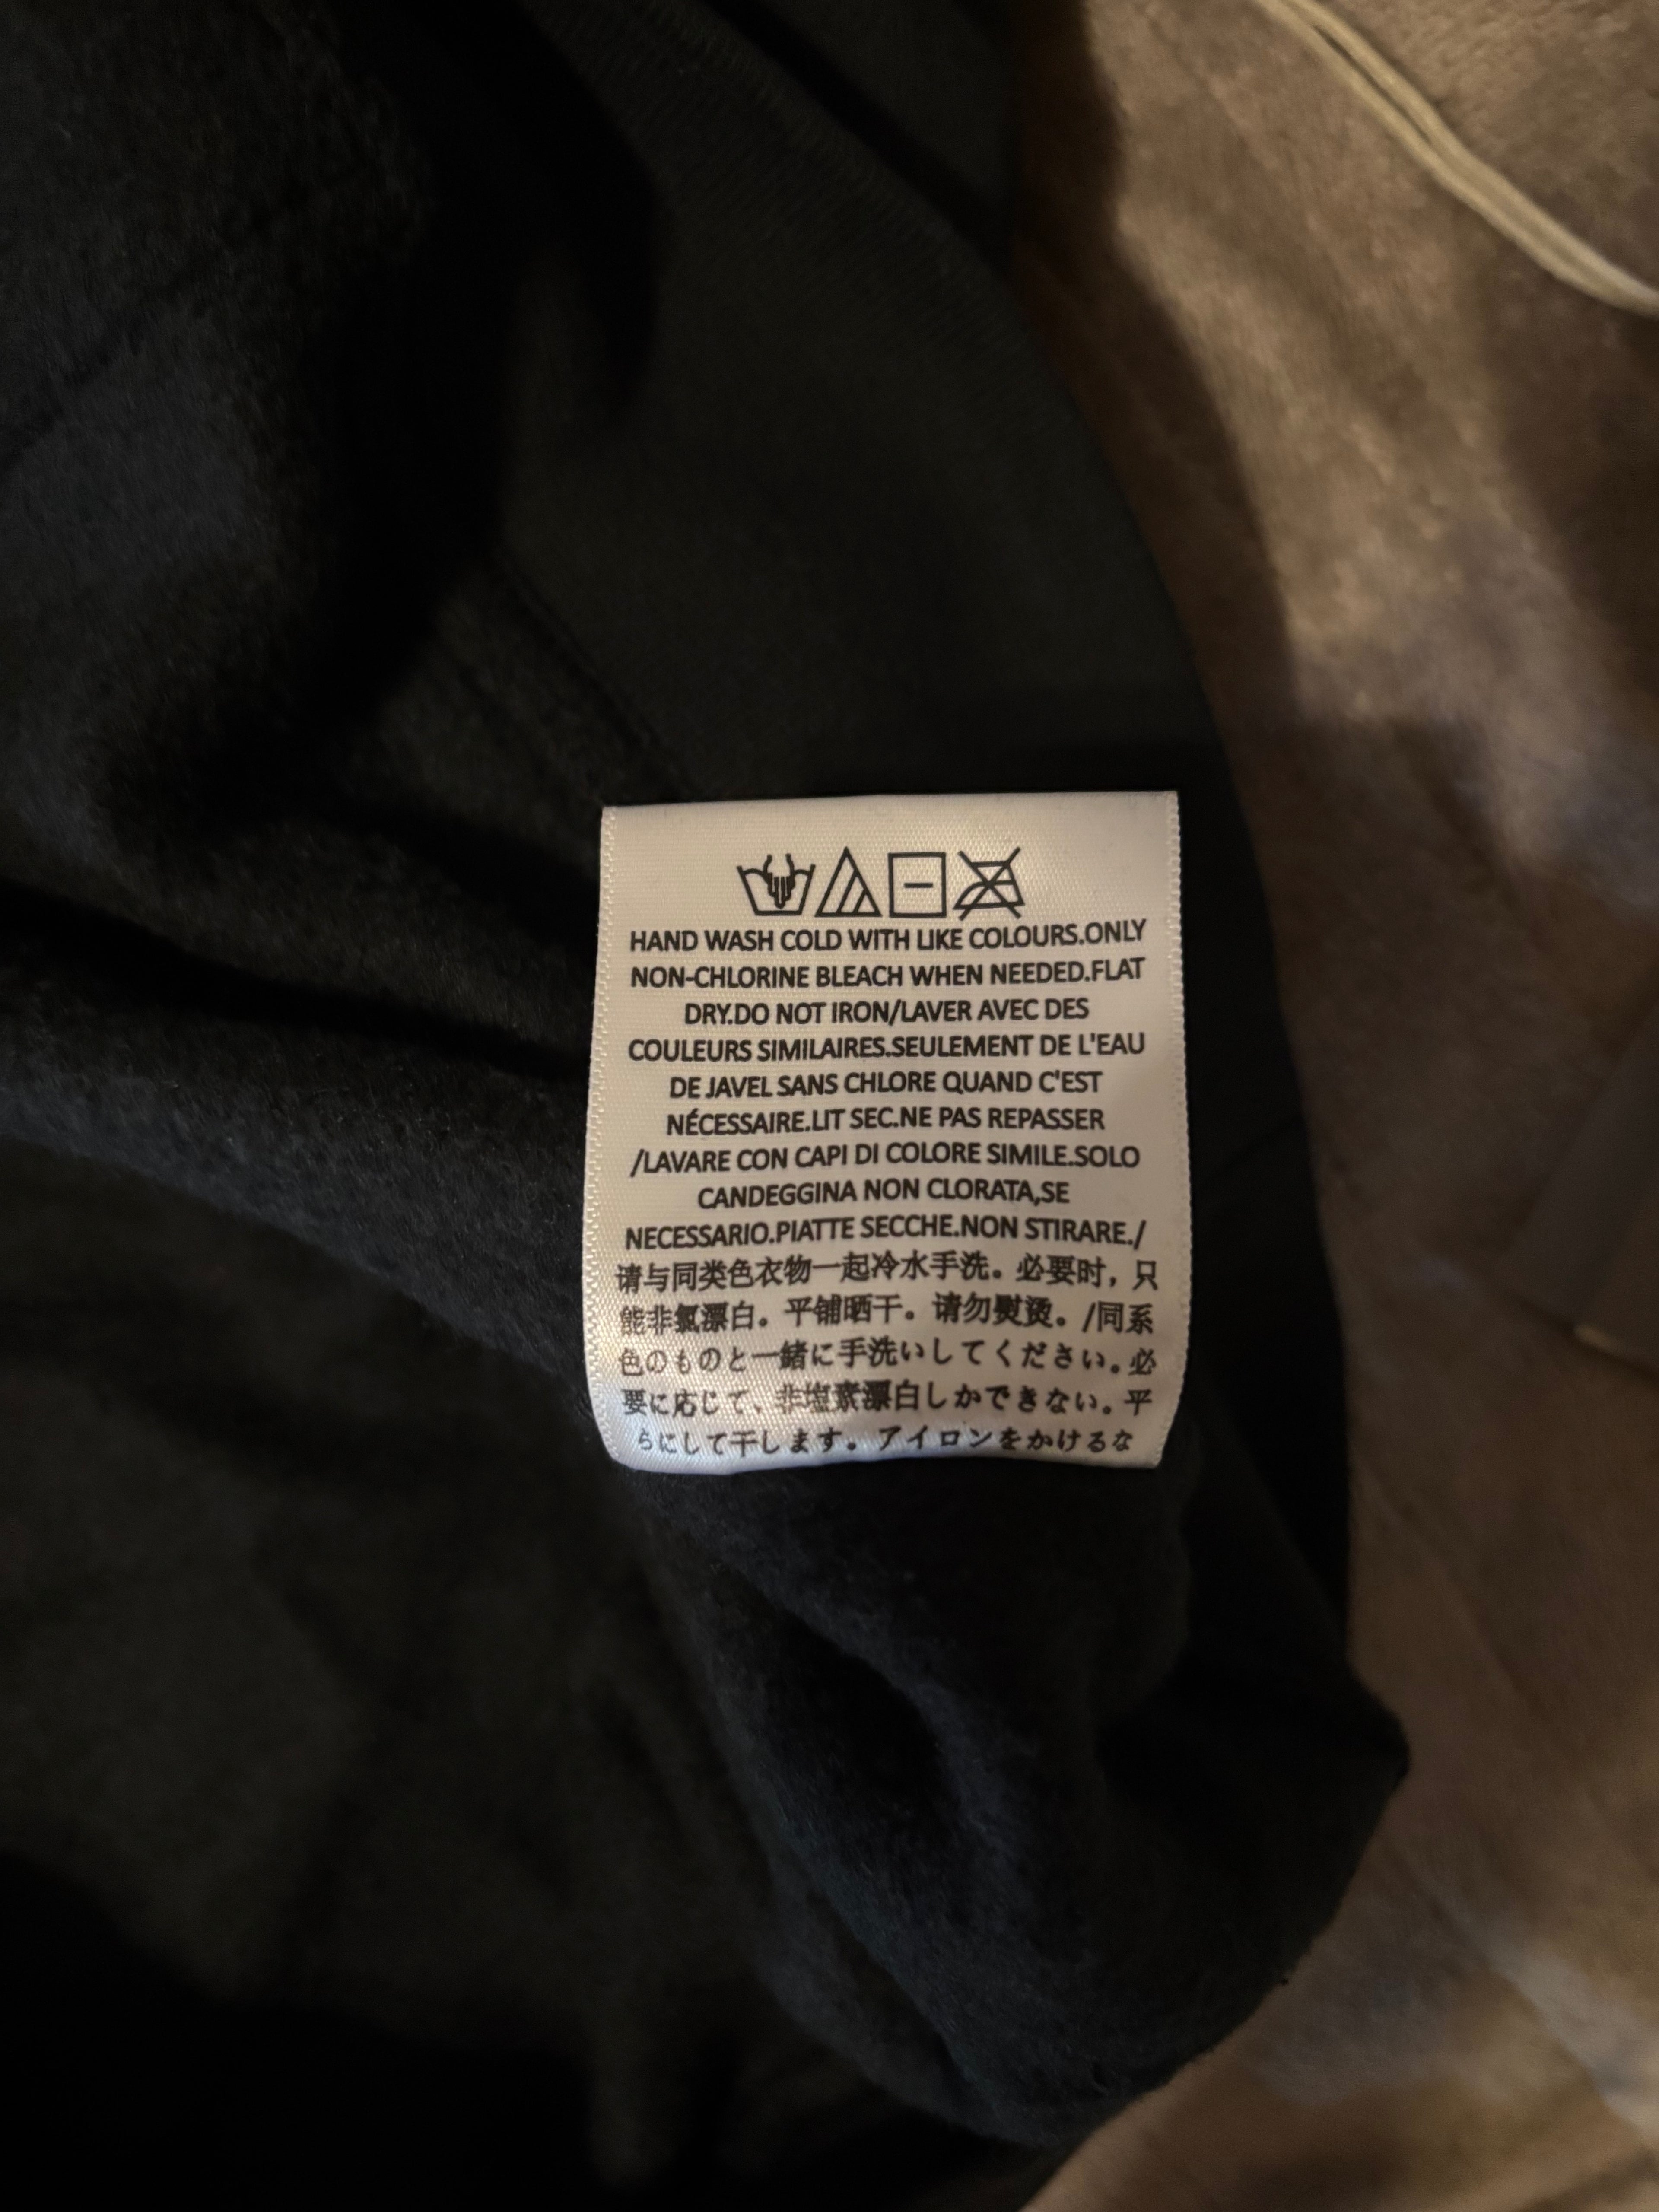 HAND WASH COLD WITH LIKE COLOURS.ONLY
NON-CHLORINE BLEACH WHEN NEEDED.FLAT
DRY.DO NOT IRON/LAVER AVEC DES
COULEURS SIMILAIRES.SEULEMENT DE L'EAU
DE JAVEL SANS CHLORE QUAND C'EST
NÉCESSAIRE.LIT SEC.NE PAS REPASSER
/LAVARE CON CAPI DI COLORE SIMILE.SOLO
CANDEGGINA NON CLORATA,SE
NECESSARIO.PIATTE SECCHE.NON STIRARE./
请与同类色衣物一起冷水手洗。必要时，只
能非氯漂白。平铺晒干。请勿熨烫。/同系
色のものと一緒に手洗いしてください。必
要に応じて、非塩素漂白しかできない。平
らにして干します。アイロンをかけるな